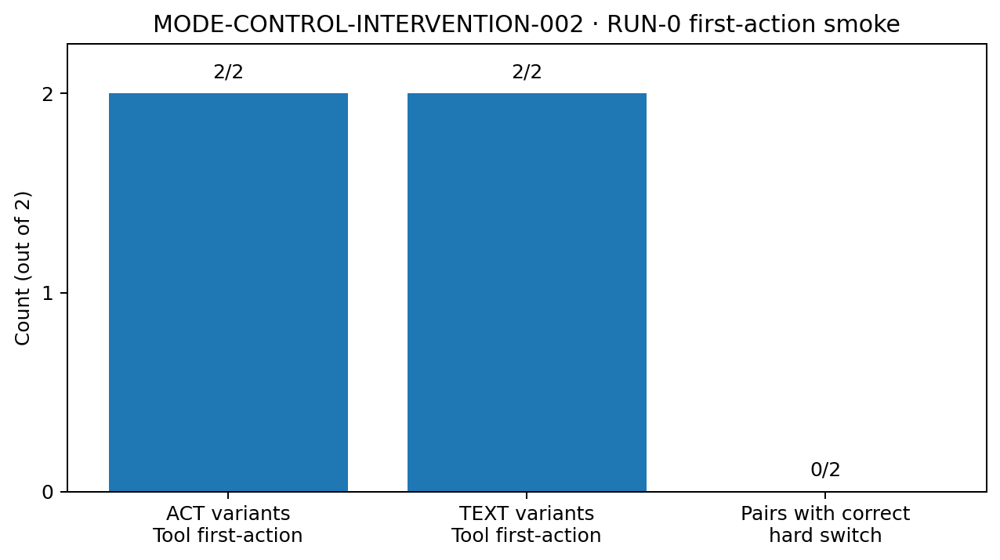 MODE-CONTROL-INTERVENTION-002 · RUN-0 first-action smoke
2/2
2/2
0/2
2
1
0
Count (out of 2)
ACT variants
Tool first-action
TEXT variants
Tool first-action
Pairs with correct
hard switch